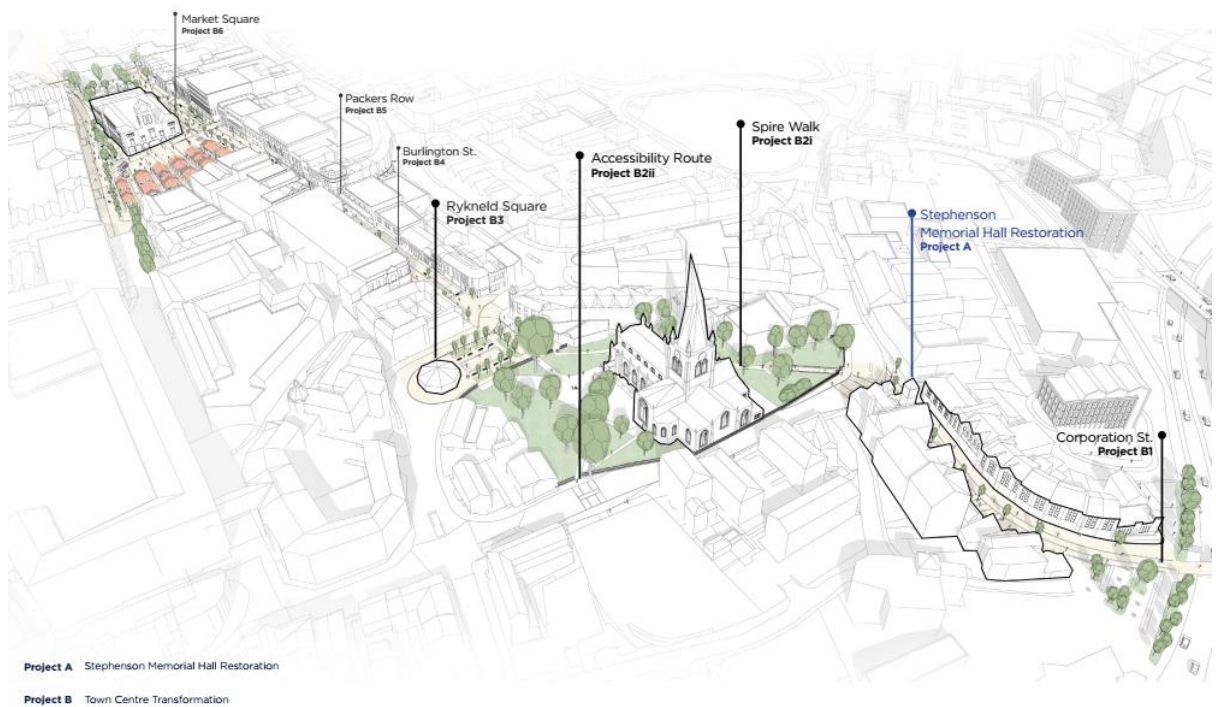 Market Square
Project B6
Packers Row
Project B5
Burlington St.
Project B4
Rykneld Square
Project B3
Accessibility Route
Project B2ii
Spire Walk
Project B2i
Stephenson
Memorial Hall Restoration
Project A
Corporation St.
Project B1
Project A Stephenson Memorial Hall Restoration
Project B Town Centre Transformation